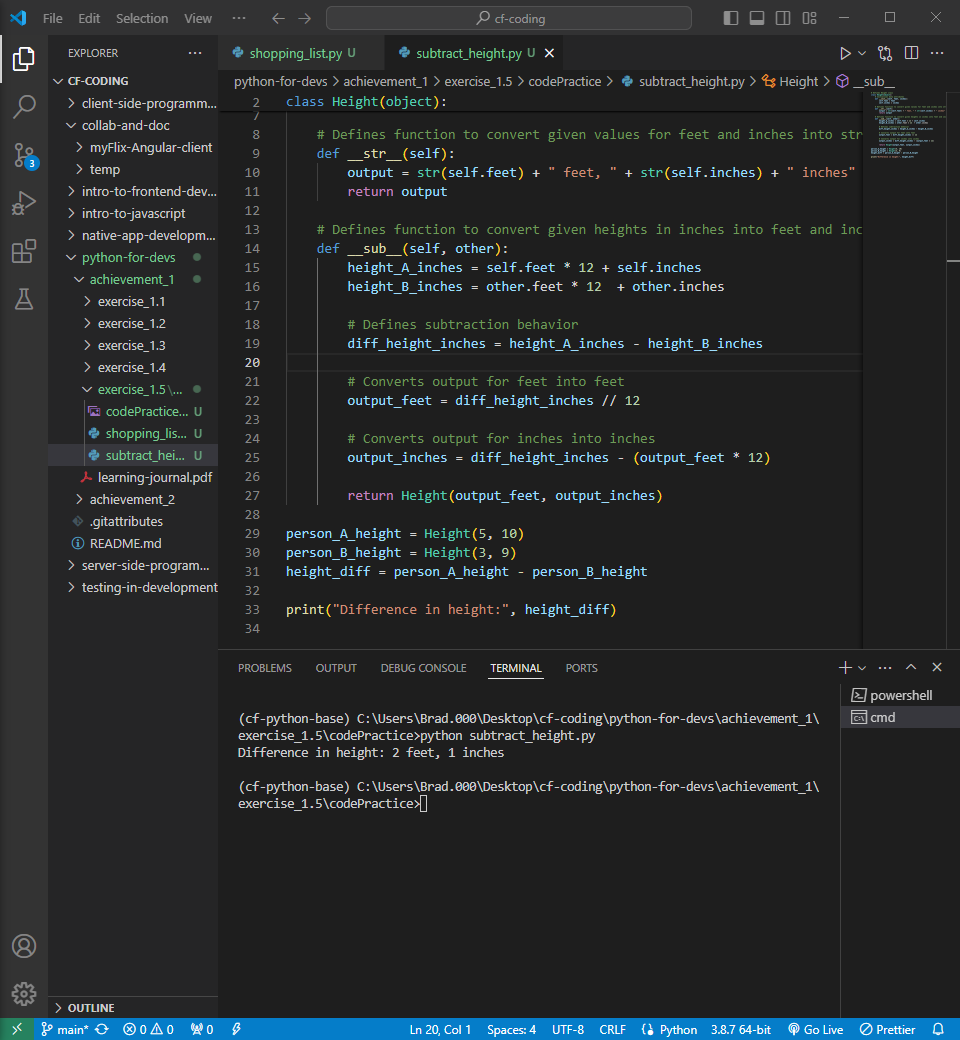 File Edit Selection View ··· cf-coding
EXPLORER ···
CF-CODING
client-side-programm...
collab-and-doc
myFlix-Angular-client
temp
intro-to-frontend-dev...
intro-to-javascript
native-app-developm...
python-for-devs
achievement_1
exercise_1.1
exercise_1.2
exercise_1.3
exercise_1.4
exercise_1.5\...
codePractice... U
shopping_lis... U
subtract_hei... U
learning-journal.pdf
achievement_2
.gitattributes
README.md
server-side-program...
testing-in-development
OUTLINE
3
shopping_list.py U subtract_height.py U
python-for-devs > achievement_1 > exercise_1.5 > codePractice > subtract_height.py > Height > __sub__
2 class Height(object):
7
8 # Defines function to convert given values for feet and inches into str
9 def __str__(self):
10 output = str(self.feet) + " feet, " + str(self.inches) + " inches"
11 return output
12
13 # Defines function to convert given heights in inches into feet and inc
14 def __sub__(self, other):
15 height_A_inches = self.feet * 12 + self.inches
16 height_B_inches = other.feet * 12  + other.inches
17
18 # Defines subtraction behavior
19 diff_height_inches = height_A_inches - height_B_inches
20
21 # Converts output for feet into feet
22 output_feet = diff_height_inches // 12
23
24 # Converts output for inches into inches
25 output_inches = diff_height_inches - (output_feet * 12)
26
27 return Height(output_feet, output_inches)
28
29 person_A_height = Height(5, 10)
30 person_B_height = Height(3, 9)
31 height_diff = person_A_height - person_B_height
32
33 print("Difference in height:", height_diff)
34
PROBLEMS OUTPUT DEBUG CONSOLE TERMINAL PORTS
powershell
cmd
(cf-python-base) C:\Users\Brad.000\Desktop\cf-coding\python-for-devs\achievement_1\
exercise_1.5\codePractice>python subtract_height.py
Difference in height: 2 feet, 1 inches
(cf-python-base) C:\Users\Brad.000\Desktop\cf-coding\python-for-devs\achievement_1\
exercise_1.5\codePractice>
main* 0 0 0 Ln 20, Col 1 Spaces: 4 UTF-8 CRLF Python 3.8.7 64-bit Go Live Prettier